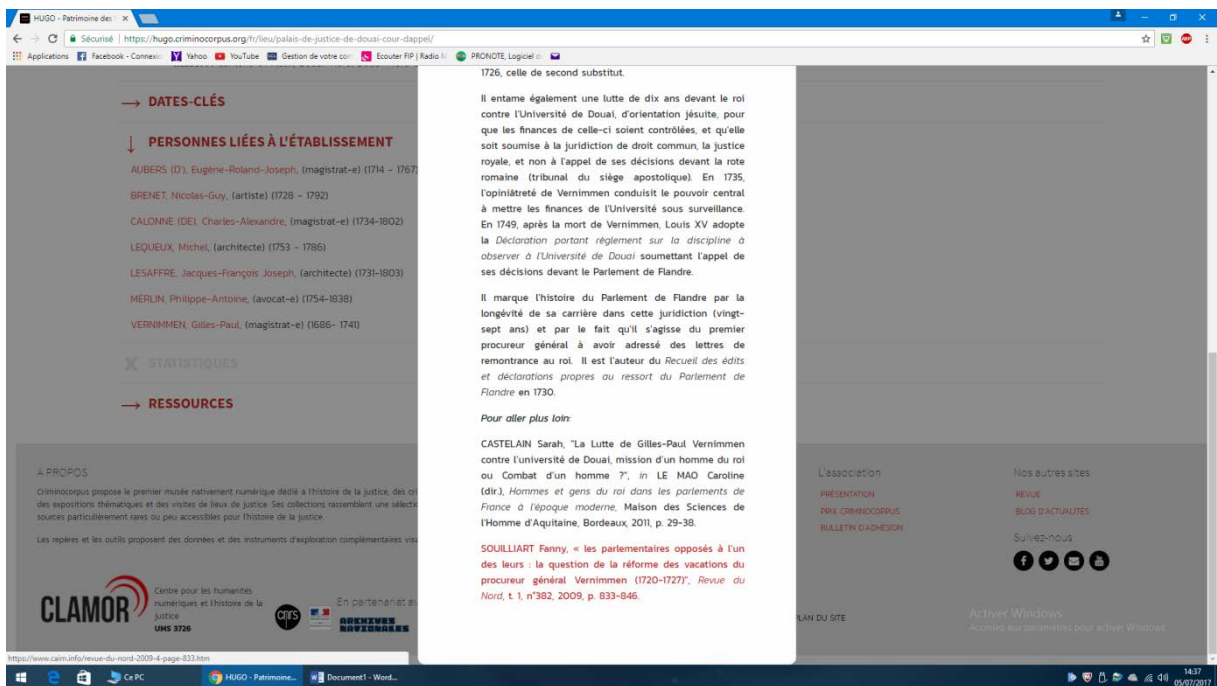 HUGO - Patrimoine des
Sécurisé | https://hugo.criminocorpus.org/fr/lieu/palais-de-justice-de-douai-cour-dappel/
Applications Facebook - Connexio Yahoo YouTube Gestion de votre con Ecouter FIP | Radio PRONOTE, Logiciel
1726, celle de second substitut.
→ DATES-CLÉS
↓ PERSONNES LIÉES À L'ÉTABLISSEMENT
AUBERS (D'), Eugène-Roland-Joseph, (magistrat-e) (1714 - 1767)
BRENET, Nicolas-Guy, (artiste) (1728 - 1792)
CALONNE (DE), Charles-Alexandre, (magistrat-e) (1734-1802)
LEQUEUX, Michel, (architecte) (1753 - 1786)
LESAFFRE, Jacques-François Joseph, (architecte) (1731-1803)
MERLIN, Philippe-Antoine, (avocat-e) (1754-1838)
VERNIMMEN, Gilles-Paul, (magistrat-e) (1686- 1741)
STATISTIQUES
→ RESSOURCES
Il entame également une lutte de dix ans devant le roi
contre l'Université de Douai, d'orientation jésuite, pour
que les finances de celle-ci soient contrôlées, et qu'elle
soit soumise à la juridiction de droit commun, la justice
royale, et non à l'appel de ses décisions devant la rote
romaine (tribunal du siège apostolique). En 1735,
l'opiniâtreté de Vernimmen conduisit le pouvoir central
à mettre les finances de l'Université sous surveillance.
En 1749, après la mort de Vernimmen, Louis XV adopte
la Déclaration portant règlement sur la discipline à
observer à l'Université de Douai soumettant l'appel de
ses décisions devant le Parlement de Flandre.
Il marque l'histoire du Parlement de Flandre par la
longévité de sa carrière dans cette juridiction (vingt-
sept ans) et par le fait qu'il s'agisse du premier
procureur général à avoir adressé des lettres de
remontrance au roi. Il est l'auteur du Recueil des édits
et déclarations propres au ressort du Parlement de
Flandre en 1730.
Pour aller plus loin:
CASTELAIN Sarah, "La Lutte de Gilles-Paul Vernimmen
contre l'université de Douai, mission d'un homme du roi
ou Combat d'un homme ?", in LE MAO Caroline
(dir.), Hommes et gens du roi dans les parlements de
France à l'époque moderne, Maison des Sciences de
l'Homme d'Aquitaine, Bordeaux, 2011, p. 29-38.
SOUILLIART Fanny, « les parlementaires opposés à l'un
des leurs : la question de la réforme des vacations du
procureur général Vernimmen (1720-1727)", Revue du
Nord, t. 1, n°382, 2009, p. 833-846.
A PROPOS
Criminocorpus propose le premier musée nativement numérique dédié à l'histoire de la justice, des cri
des expositions thématiques et des visites de lieux de justice. Ses collections rassemblent une sélecti
sources particulièrement rares ou peu accessibles pour l'histoire de la justice.
Les repères et les outils proposent des données et des instruments d'exploration complémentaires visa
L'association
PRÉSENTATION
PRIX CRIMINOCORPUS
BULLETIN D'ADHÉSION
Nos autres sites
REVUE
BLOG D'ACTUALITÉS
Suivez-nous:
CLAMOR
Centre pour les humanités
numériques et l'histoire de la
justice
UMS 3726
cnrs
En partenariat av
ARCHIVES
NATIONALES
PLAN DU SITE
Activer Windows
Accédez aux paramètres pour activer Windows.
https://www.cairn.info/revue-du-nord-2009-4-page-833.htm
Ce PC HUGO - Patrimoine... Document1 - Word...
14:37
05/07/2017